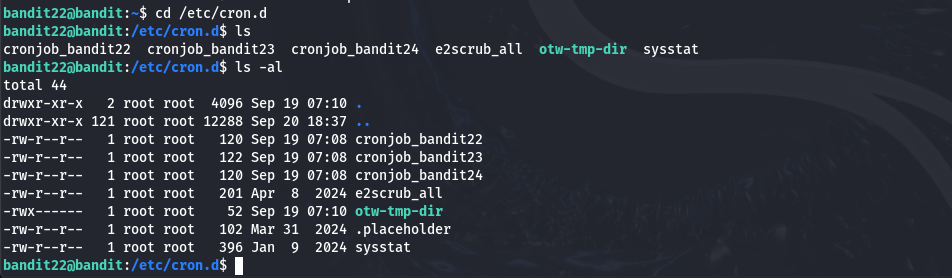 bandit22@bandit:~$ cd /etc/cron.d
bandit22@bandit:/etc/cron.d$ ls
cronjob_bandit22  cronjob_bandit23  cronjob_bandit24  e2scrub_all  otw-tmp-dir  sysstat
bandit22@bandit:/etc/cron.d$ ls -al
total 44
drwxr-xr-x   2 root root  4096 Sep 19 07:10 .
drwxr-xr-x 121 root root 12288 Sep 20 18:37 ..
-rw-r--r--   1 root root   120 Sep 19 07:08 cronjob_bandit22
-rw-r--r--   1 root root   122 Sep 19 07:08 cronjob_bandit23
-rw-r--r--   1 root root   120 Sep 19 07:08 cronjob_bandit24
-rw-r--r--   1 root root   201 Apr  8  2024 e2scrub_all
-rwx------   1 root root    52 Sep 19 07:10 otw-tmp-dir
-rw-r--r--   1 root root   102 Mar 31  2024 .placeholder
-rw-r--r--   1 root root   396 Jan  9  2024 sysstat
bandit22@bandit:/etc/cron.d$